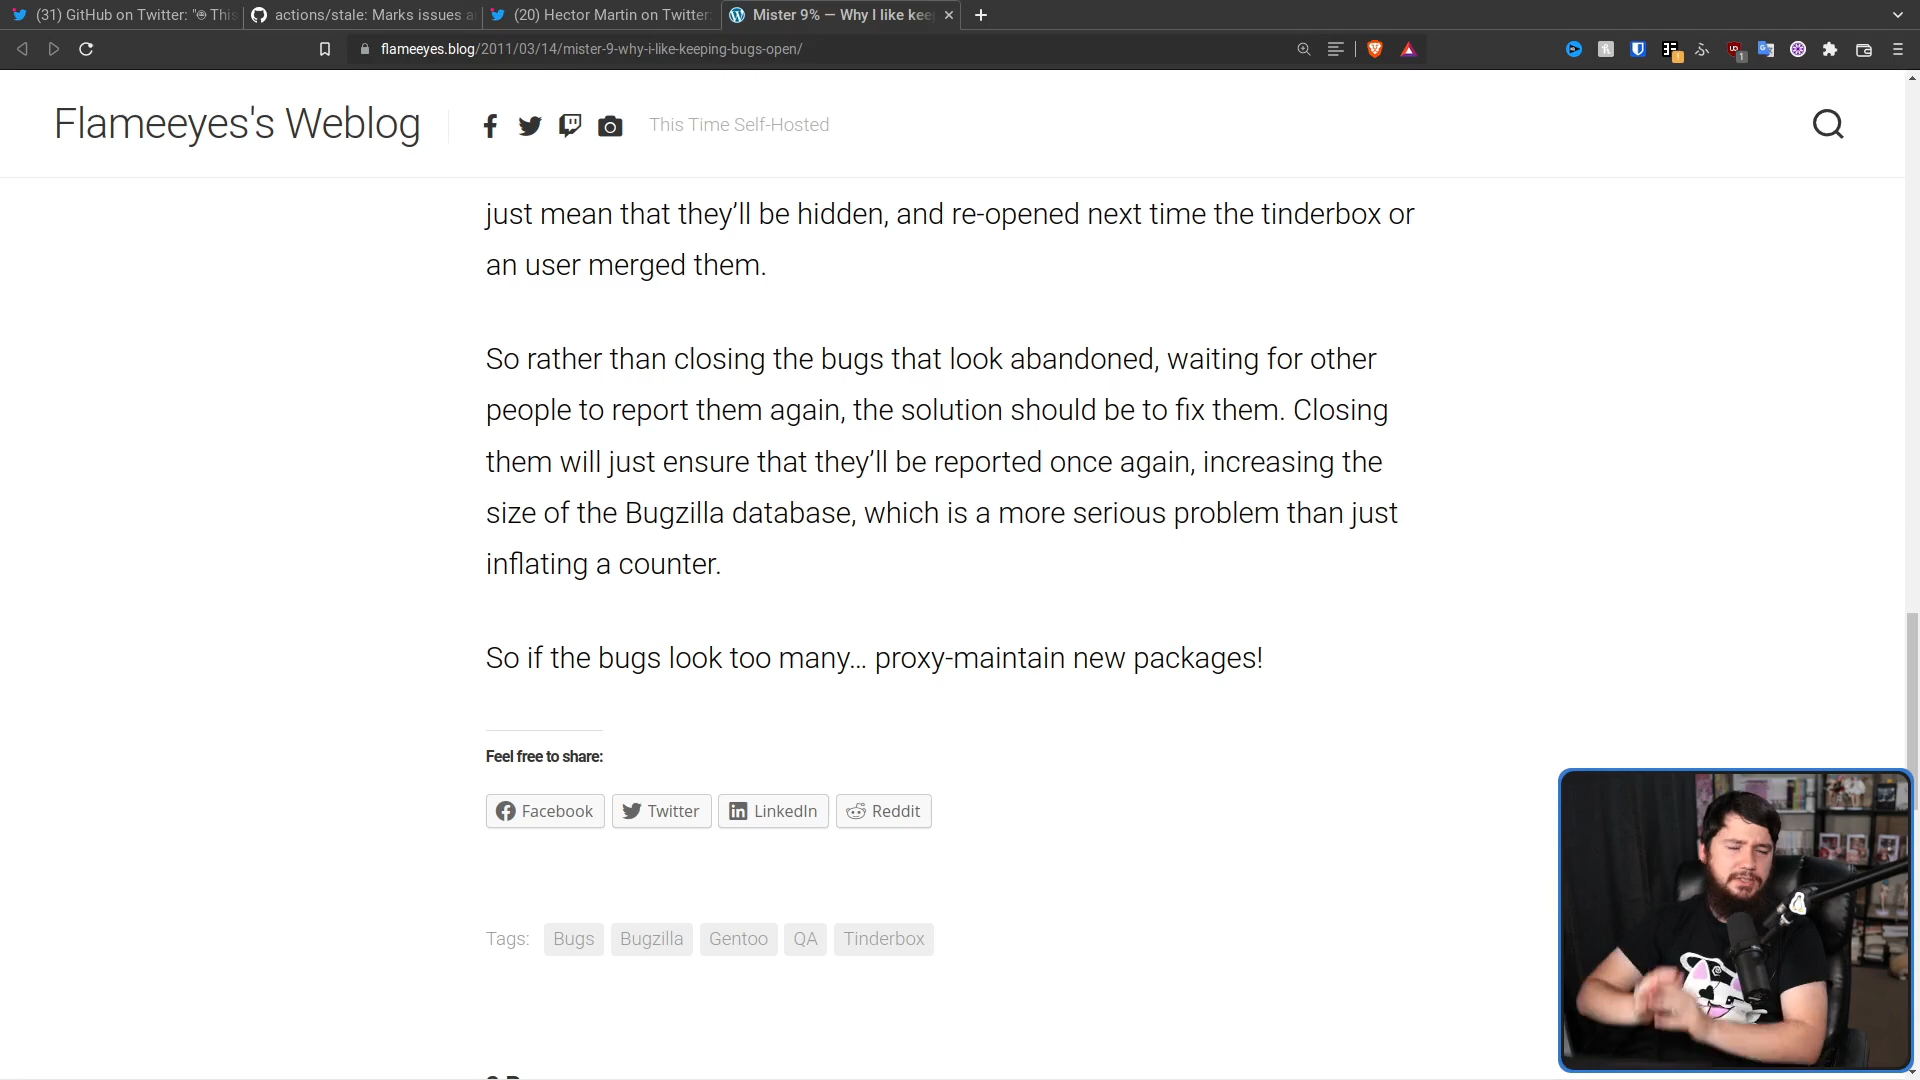 (31) GitHub on Twitter: "
actions/stale: Marks issues a
(20) Hector Martin on Twitter:
Mister 9% — Why I like kee
flameeyes.blog/2011/03/14/mister-9-why-i-like-keeping-bugs-open/
Flameeyes's Weblog
This Time Self-Hosted
just mean that they’ll be hidden, and re-opened next time the tinderbox or
an user merged them.
So rather than closing the bugs that look abandoned, waiting for other
people to report them again, the solution should be to fix them. Closing
them will just ensure that they’ll be reported once again, increasing the
size of the Bugzilla database, which is a more serious problem than just
inflating a counter.
So if the bugs look too many… proxy-maintain new packages!
Feel free to share:
Facebook
Twitter
LinkedIn
Reddit
Tags:
Bugs
Bugzilla
Gentoo
QA
Tinderbox